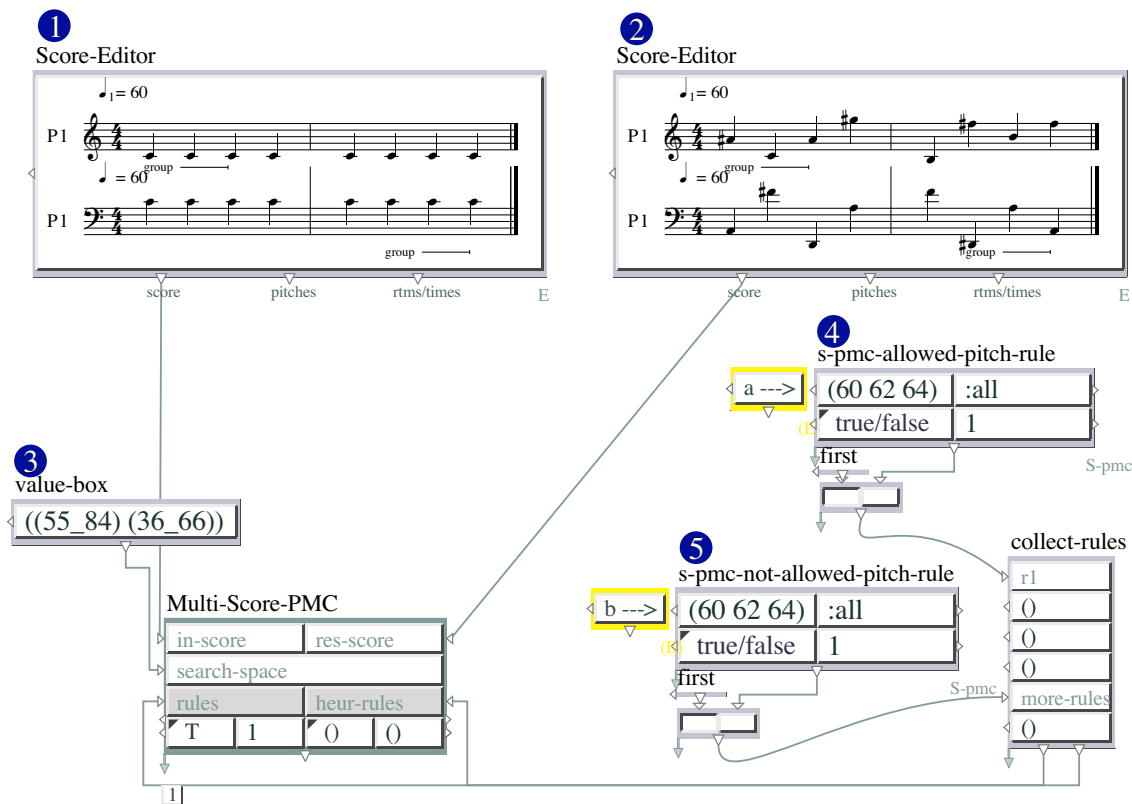 1
Score-Editor
1 = 60
P1
group
= 60
P1
group
score pitches rtms/times E
2
Score-Editor
1 = 60
P1
group
= 60
P1
group
score pitches rtms/times E
3
value-box
((55_84) (36_66))
4
s-pmc-allowed-pitch-rule
a --->
(60 62 64) :all
true/false 1
S-pmc
first
5
s-pmc-not-allowed-pitch-rule
b --->
(60 62 64) :all
true/false 1
S-pmc
first
collect-rules
r1
()
()
()
more-rules
()
Multi-Score-PMC
in-score res-score
search-space
rules heur-rules
T 1 () ()
1